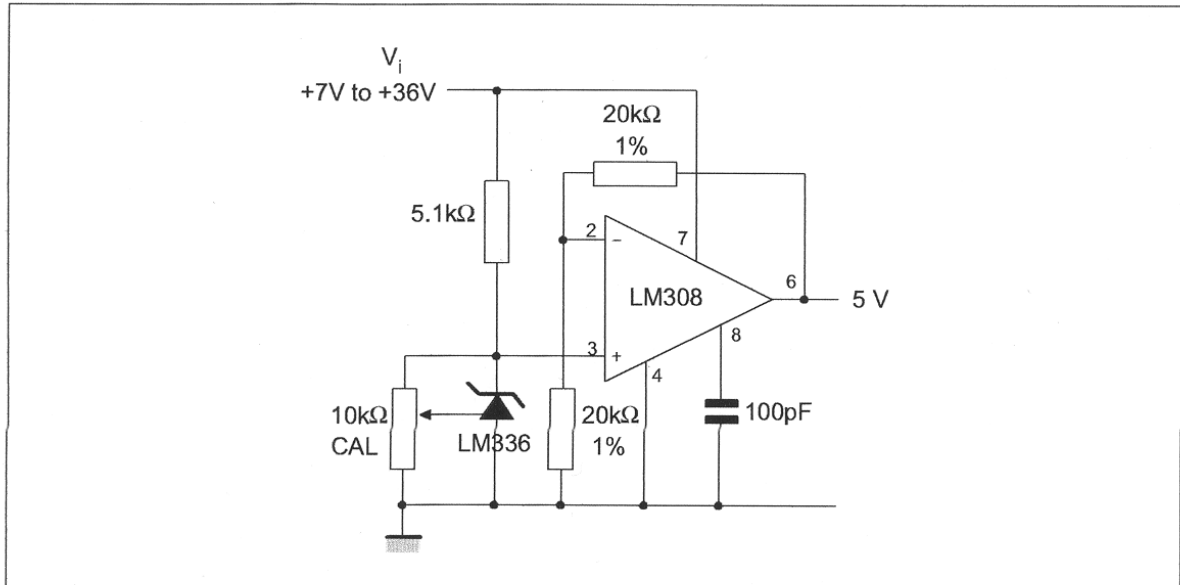 Vi
+7V to +36V
20kΩ
1%
5.1kΩ
2
−
7
LM308
6
5 V
8
3
+
4
10kΩ
CAL
LM336
20kΩ
1%
100pF